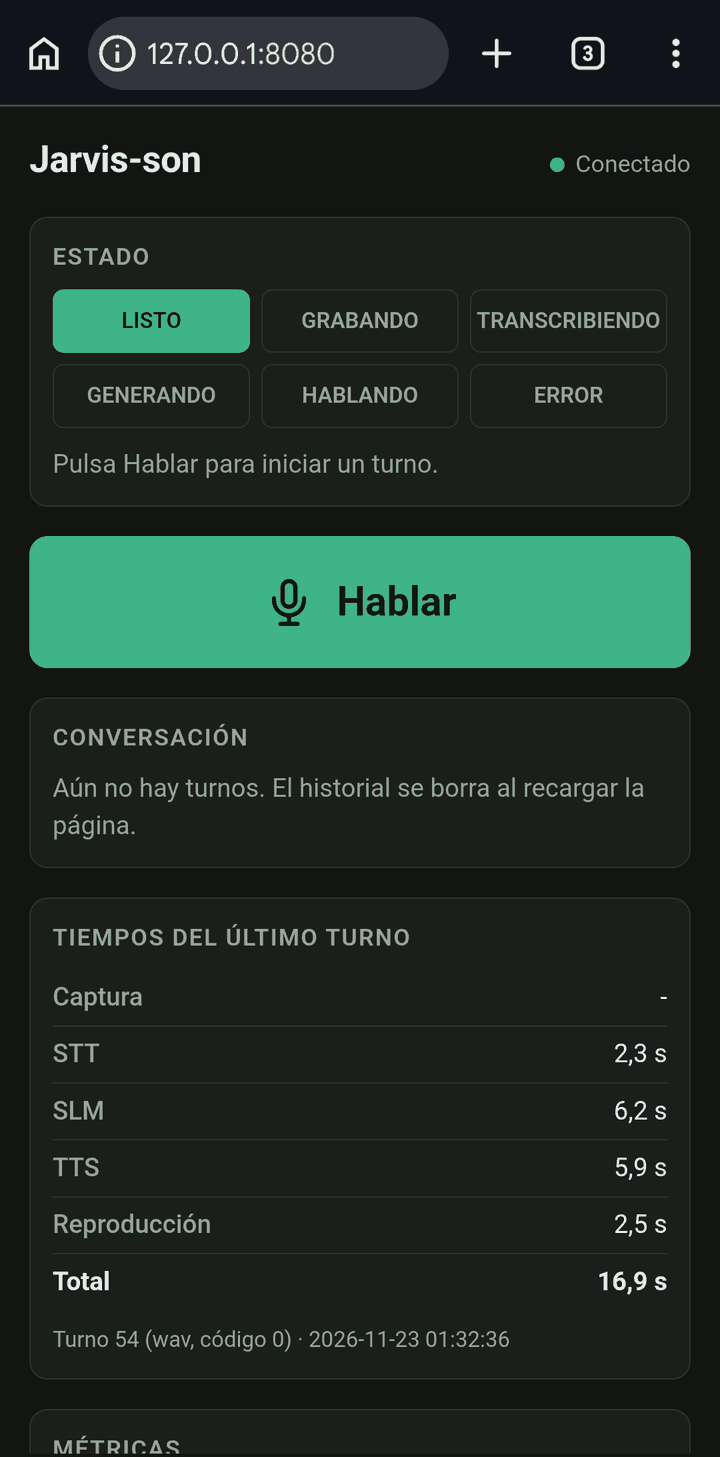 127.0.0.1:8080
3
Jarvis-son
Conectado
ESTADO
LISTO
GRABANDO
TRANSCRIBIENDO
GENERANDO
HABLANDO
ERROR
Pulsa Hablar para iniciar un turno.
Hablar
CONVERSACIÓN
Aún no hay turnos. El historial se borra al recargar la
página.
TIEMPOS DEL ÚLTIMO TURNO
Captura -
STT 2,3 s
SLM 6,2 s
TTS 5,9 s
Reproducción 2,5 s
Total 16,9 s
Turno 54 (wav, código 0) · 2026-11-23 01:32:36
MÉTRICAS